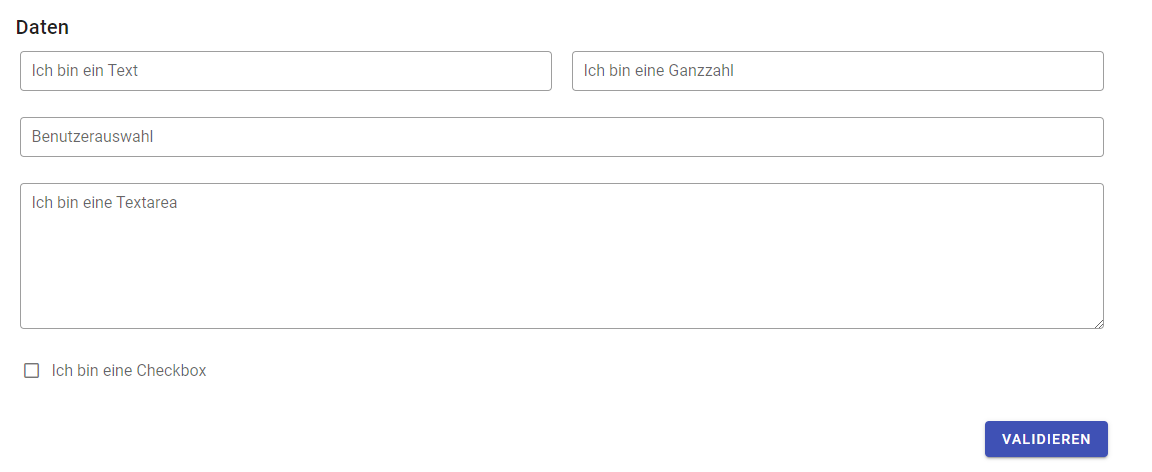 Daten
Ich bin ein Text
Ich bin eine Ganzzahl
Benutzerauswahl
Ich bin eine Textarea
Ich bin eine Checkbox
VALIDIEREN